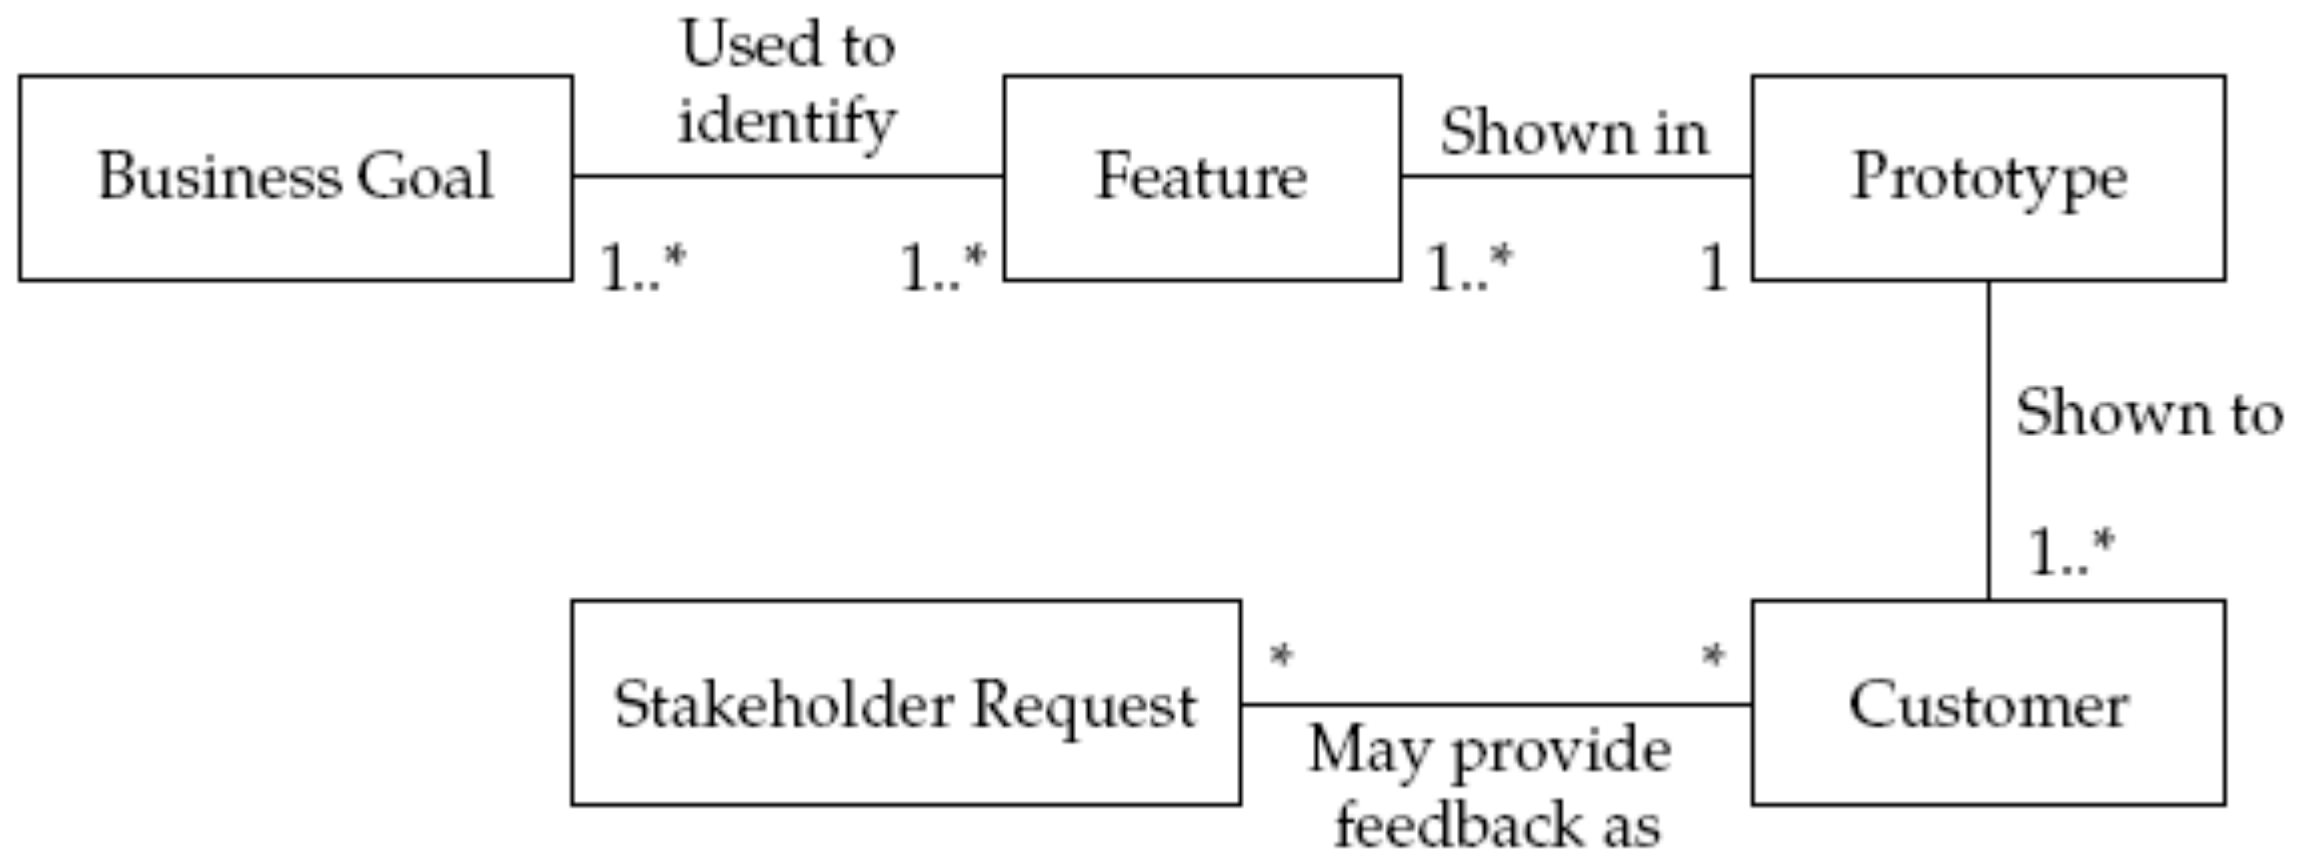 Used to
identify
Business Goal
Feature
Shown in
Prototype
1..*
1..*
1..*
1
Shown to
1..*
Stakeholder Request
*
*
Customer
May provide
feedback as